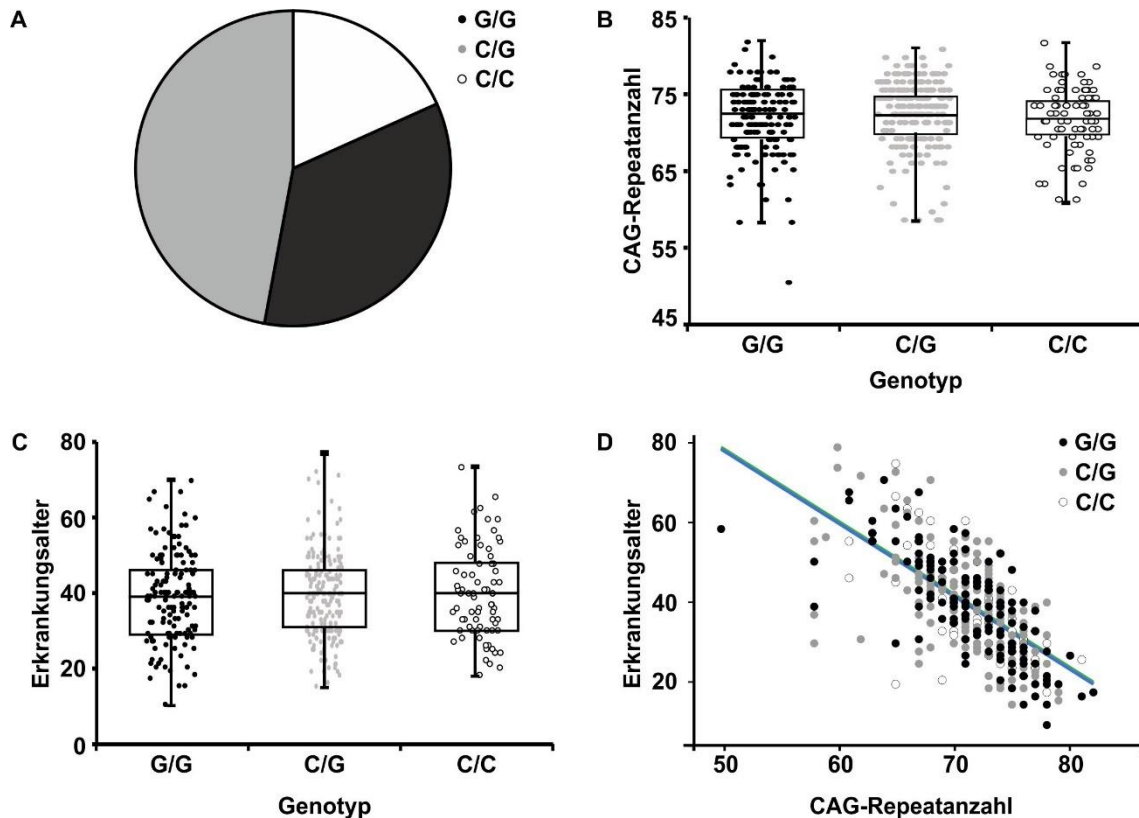 A
G/G
C/G
C/C
B
85
75
65
55
45
CAG-Repeatanzahl
G/G C/G C/C
Genotyp
C
80
60
40
20
0
Erkrankungsalter
G/G C/G C/C
Genotyp
D
G/G
C/G
C/C
80
60
40
20
Erkrankungsalter
50 60 70 80
CAG-Repeatanzahl